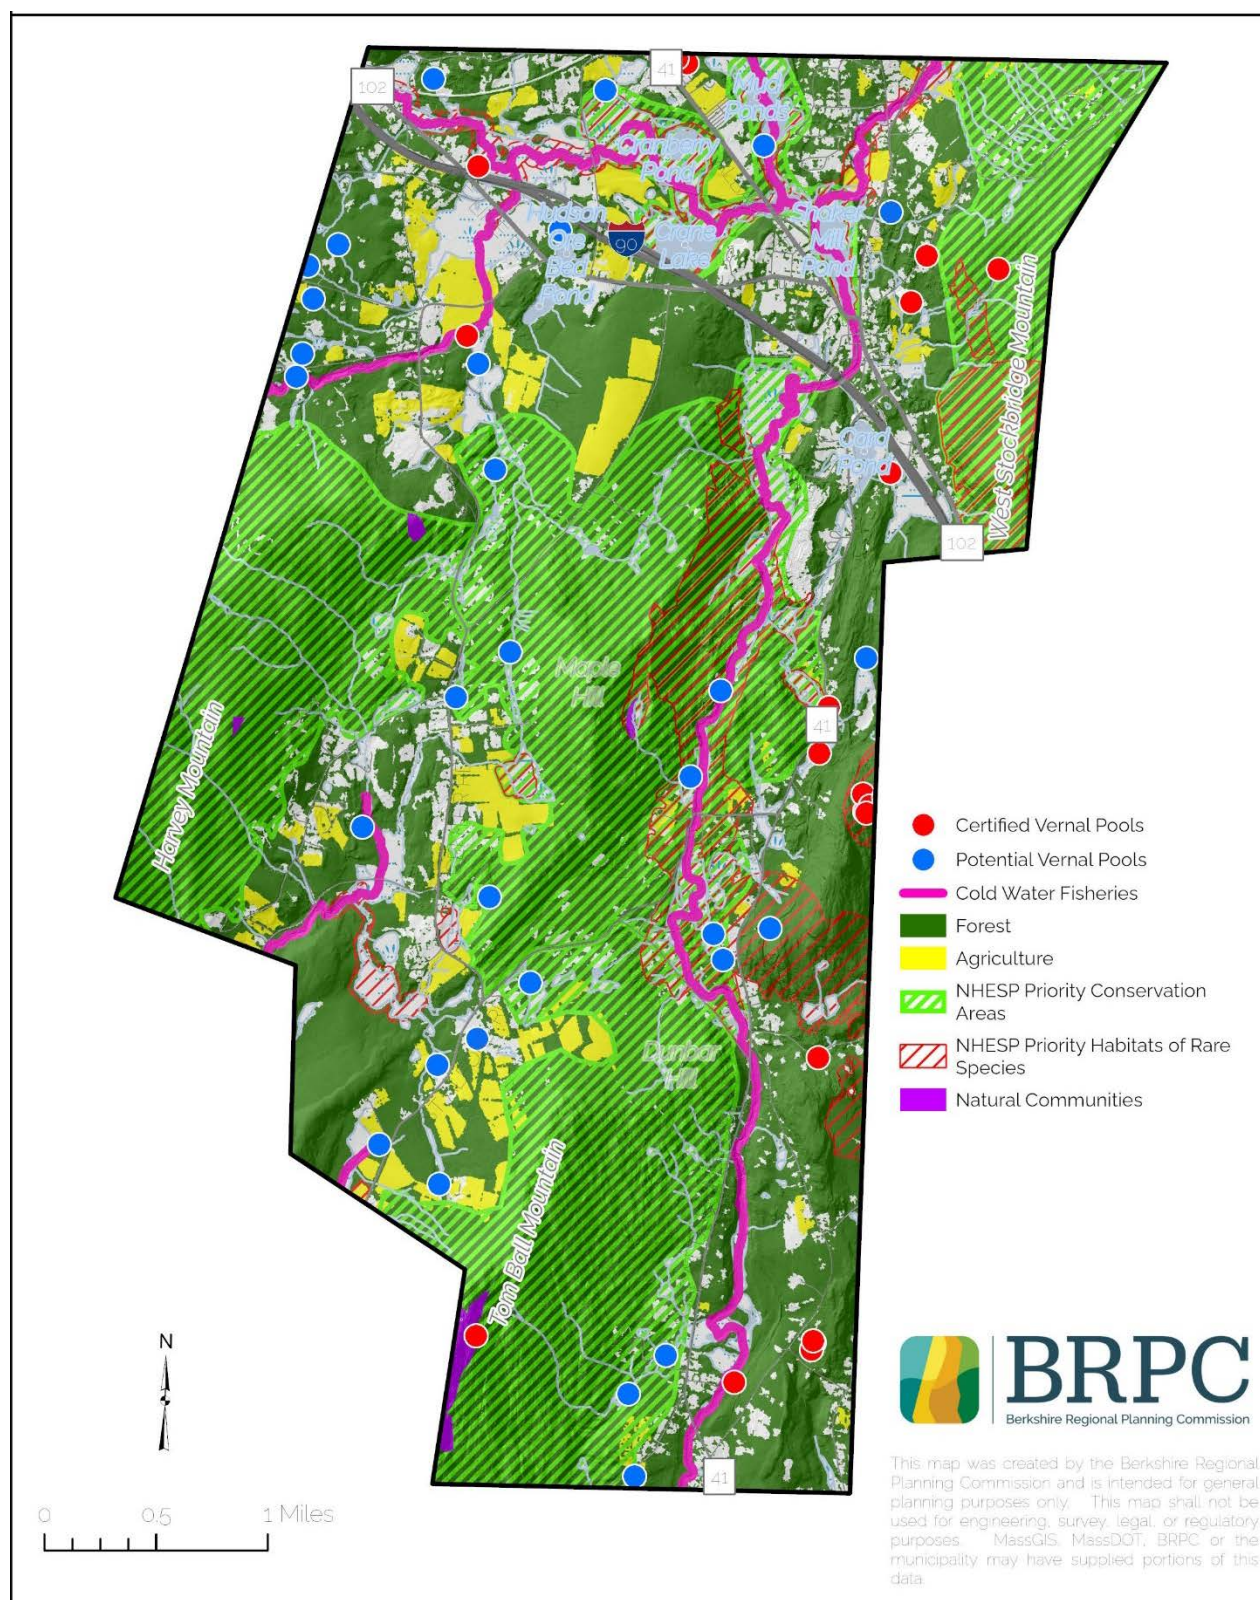 102
41
Mud
Ponds
Cranberry
Pond
Hudson
Ore
Bed
Pond
90
Crane
Lake
Shaker
Mill
Pond
West Stockbridge Mountain
Card
Pond
102
Maple
Hill
41
Harvey Mountain
Dunbar
Hill
Tom Ball Mountain
41
Certified Vernal Pools
Potential Vernal Pools
Cold Water Fisheries
Forest
Agriculture
NHESP Priority Conservation
Areas
NHESP Priority Habitats of Rare
Species
Natural Communities
N
0 0.5 1 Miles
BRPC
Berkshire Regional Planning Commission
This map was created by the Berkshire Regional
Planning Commission and is intended for general
planning purposes only. This map shall not be
used for engineering, survey, legal, or regulatory
purposes. MassGIS, MassDOT, BRPC or the
municipality may have supplied portions of this
data.